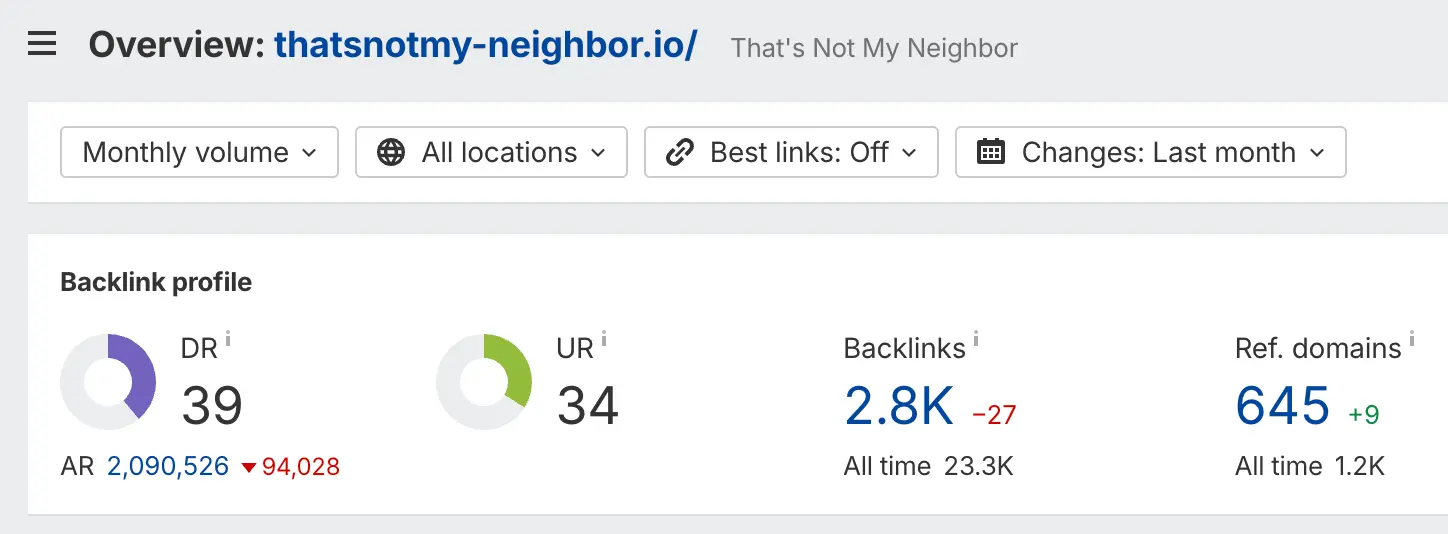 Overview: thatsnotmy-neighbor.io/ That's Not My Neighbor
Monthly volume All locations Best links: Off Changes: Last month
Backlink profile
DR i UR i Backlinks i Ref. domains i
39 34 2.8K −27 645 +9
AR 2,090,526 ▼94,028 All time 23.3K All time 1.2K